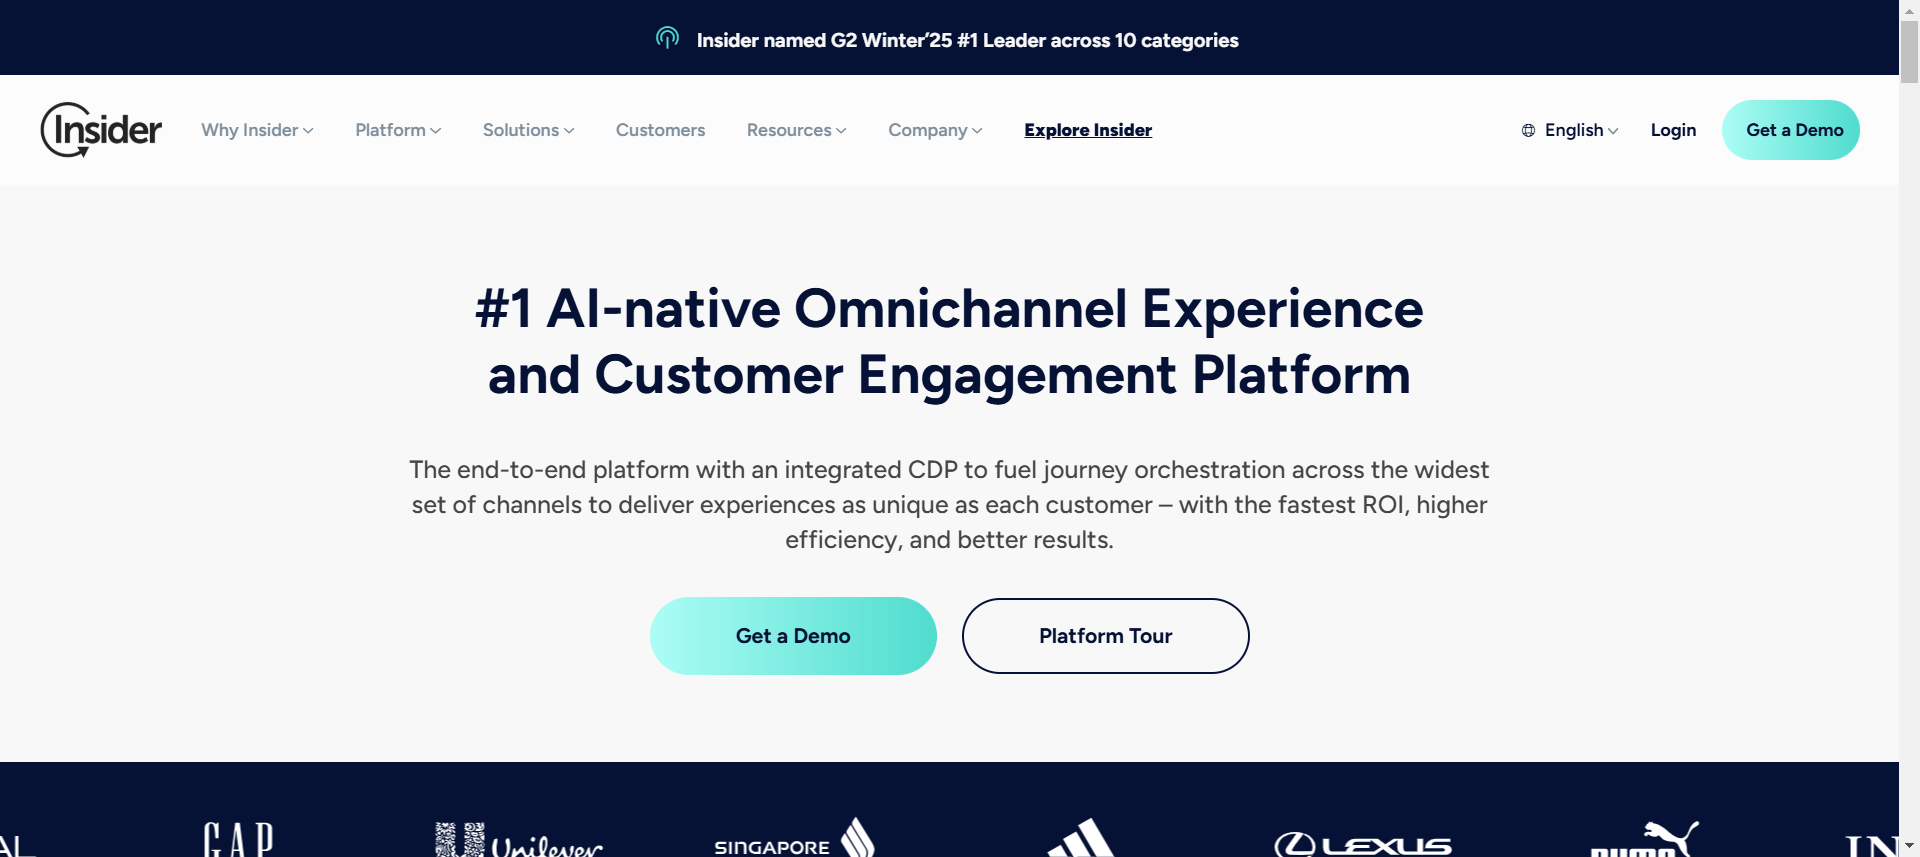 Insider named G2 Winter’25 #1 Leader across 10 categories
Insider Why Insider Platform Solutions Customers Resources Company Explore Insider English Login Get a Demo
#1 AI-native Omnichannel Experience
and Customer Engagement Platform
The end-to-end platform with an integrated CDP to fuel journey orchestration across the widest
set of channels to deliver experiences as unique as each customer – with the fastest ROI, higher
efficiency, and better results.
Get a Demo Platform Tour
GAP Unilever SINGAPORE LEXUS PUMA